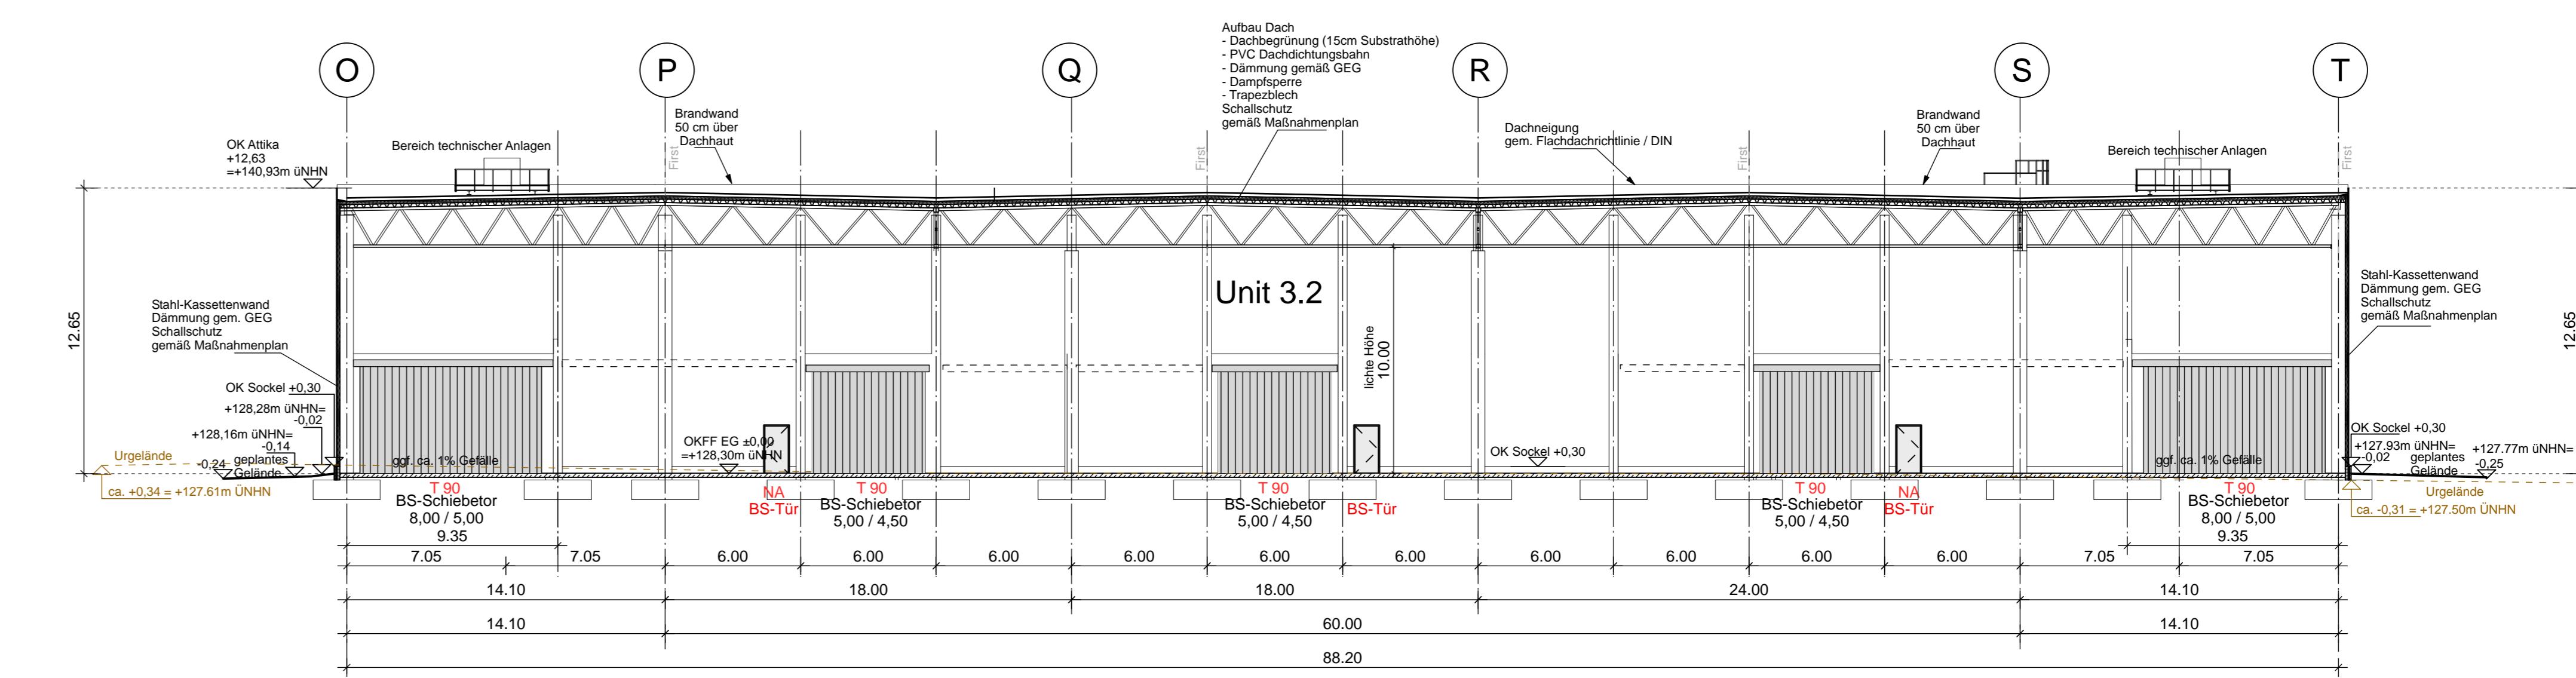 Aufbau Dach
- Dachbegrünung (15cm Substrathöhe)
- PVC Dachdichtungsbahn
- Dämmung gemäß GEG
- Dampfsperre
- Trapezblech
Schallschutz
gemäß Maßnahmenplan
O
P
Q
R
S
T
Brandwand
50 cm über
Dachhaut
Dachneigung
gem. Flachdachrichtlinie / DIN
Brandwand
50 cm über
Dachhaut
OK Attika
+12,63
=+140,93m üNHN
Bereich technischer Anlagen
First
First
First
Bereich technischer Anlagen
First
Unit 3.2
12.65
Stahl-Kassettenwand
Dämmung gem. GEG
Schallschutz
gemäß Maßnahmenplan
lichte Höhe
10.00
Stahl-Kassettenwand
Dämmung gem. GEG
Schallschutz
gemäß Maßnahmenplan
12.65
OK Sockel +0,30
+128,28m üNHN=
-0,02
+128,16m üNHN=
-0,14
-0,24
geplantes
Gelände
Urgelände
ca. +0,34 = +127.61m ÜNHN
ggf. ca. 1% Gefälle
OKFF EG ±0,00
=+128,30m üNHN
OK Sockel +0,30
ggf. ca. 1% Gefälle
OK Sockel +0,30
+127,93m üNHN=
-0,02
geplantes
Gelände
+127.77m üNHN=
-0,25
Urgelände
ca. -0,31 = +127.50m ÜNHN
T 90
BS-Schiebetor
8,00 / 5,00
NA
BS-Tür
T 90
BS-Schiebetor
5,00 / 4,50
T 90
BS-Schiebetor
5,00 / 4,50
BS-Tür
T 90
BS-Schiebetor
5,00 / 4,50
NA
BS-Tür
T 90
BS-Schiebetor
8,00 / 5,00
9.35
9.35
7.05
7.05
6.00
6.00
6.00
6.00
6.00
6.00
6.00
6.00
6.00
6.00
7.05
7.05
14.10
18.00
18.00
24.00
14.10
14.10
60.00
14.10
88.20